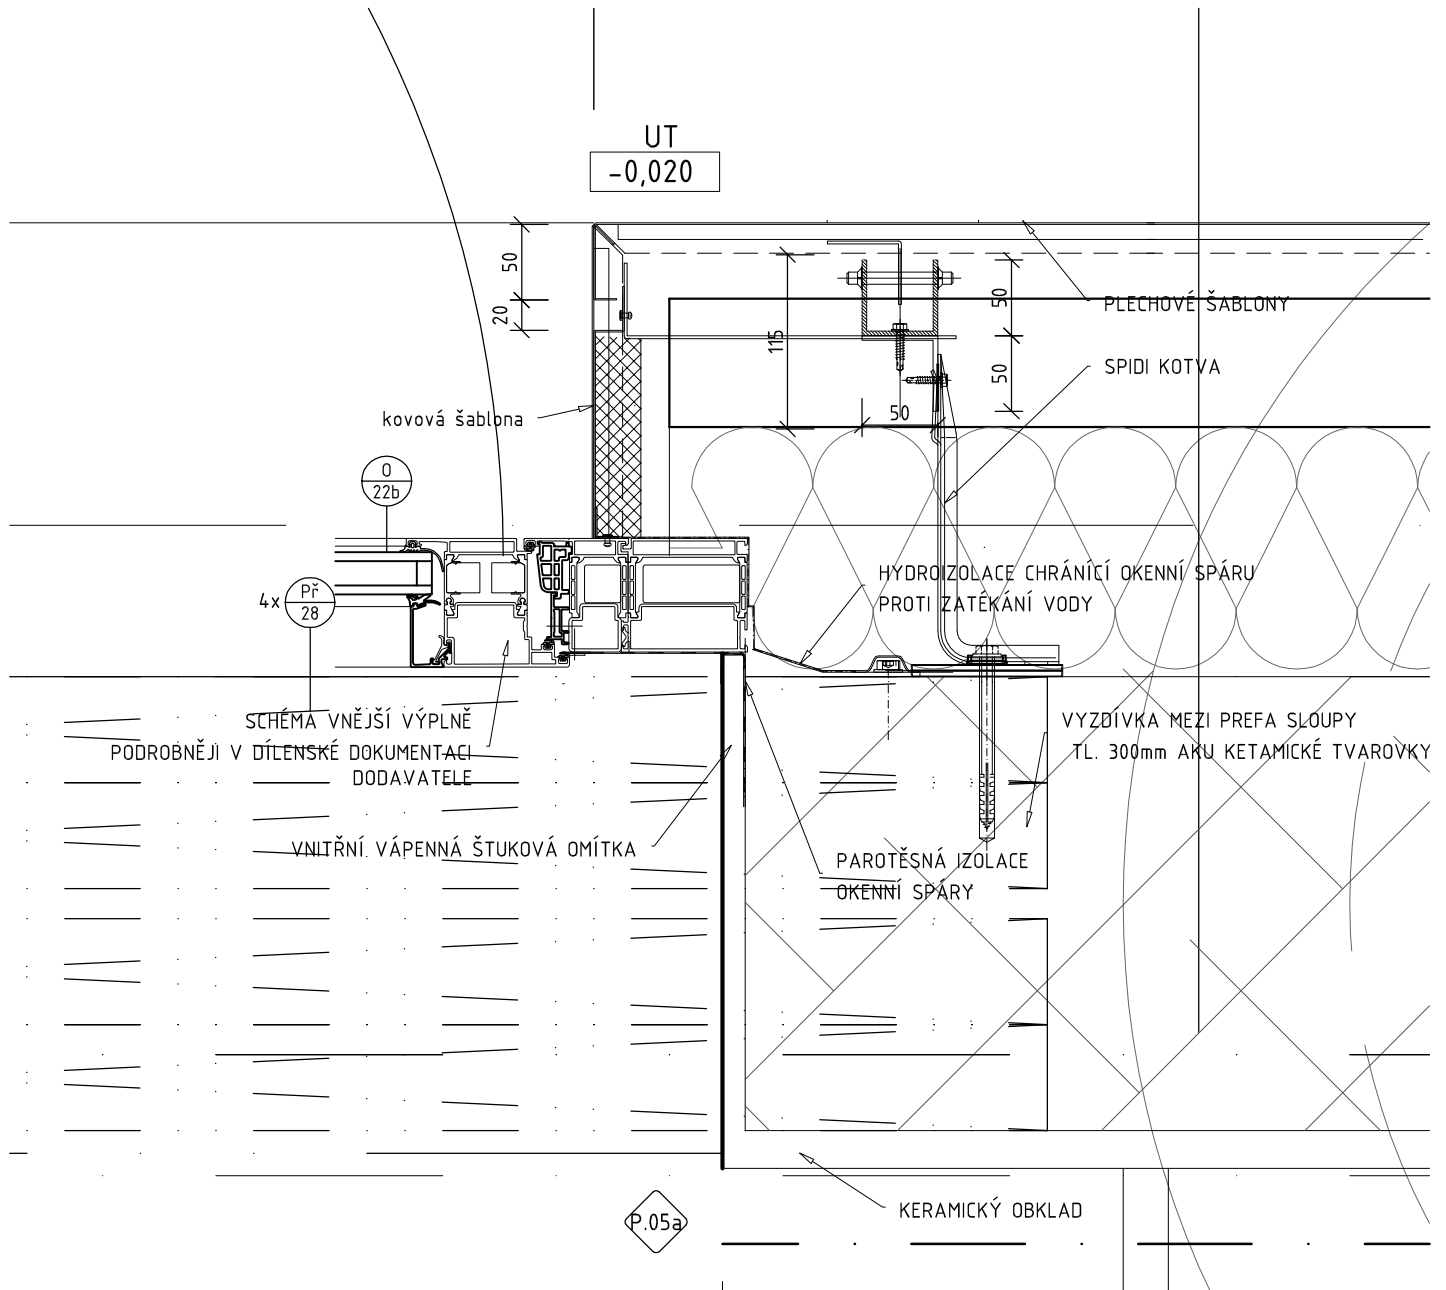 UT
-0,020
50
20
115
50
50
50
PLECHOVÉ ŠABLONY
SPIDI KOTVA
kovová šablona
O
22b
4x
Př
28
HYDROIZOLACE CHRÁNÍCÍ OKENNÍ SPÁRU
PROTI ZATÉKÁNÍ VODY
SCHÉMA VNĚJŠÍ VÝPLNĚ
PODROBNĚJI V DÍLENSKÉ DOKUMENTACI
DODAVATELE
VYZDÍVKA MEZI PREFA SLOUPY
TL. 300mm AKU KETAMICKÉ TVAROVKY
VNITŘNÍ VÁPENNÁ ŠTUKOVÁ OMÍTKA
PAROTĚSNÁ IZOLACE
OKENNÍ SPÁRY
KERAMICKÝ OBKLAD
P.05a